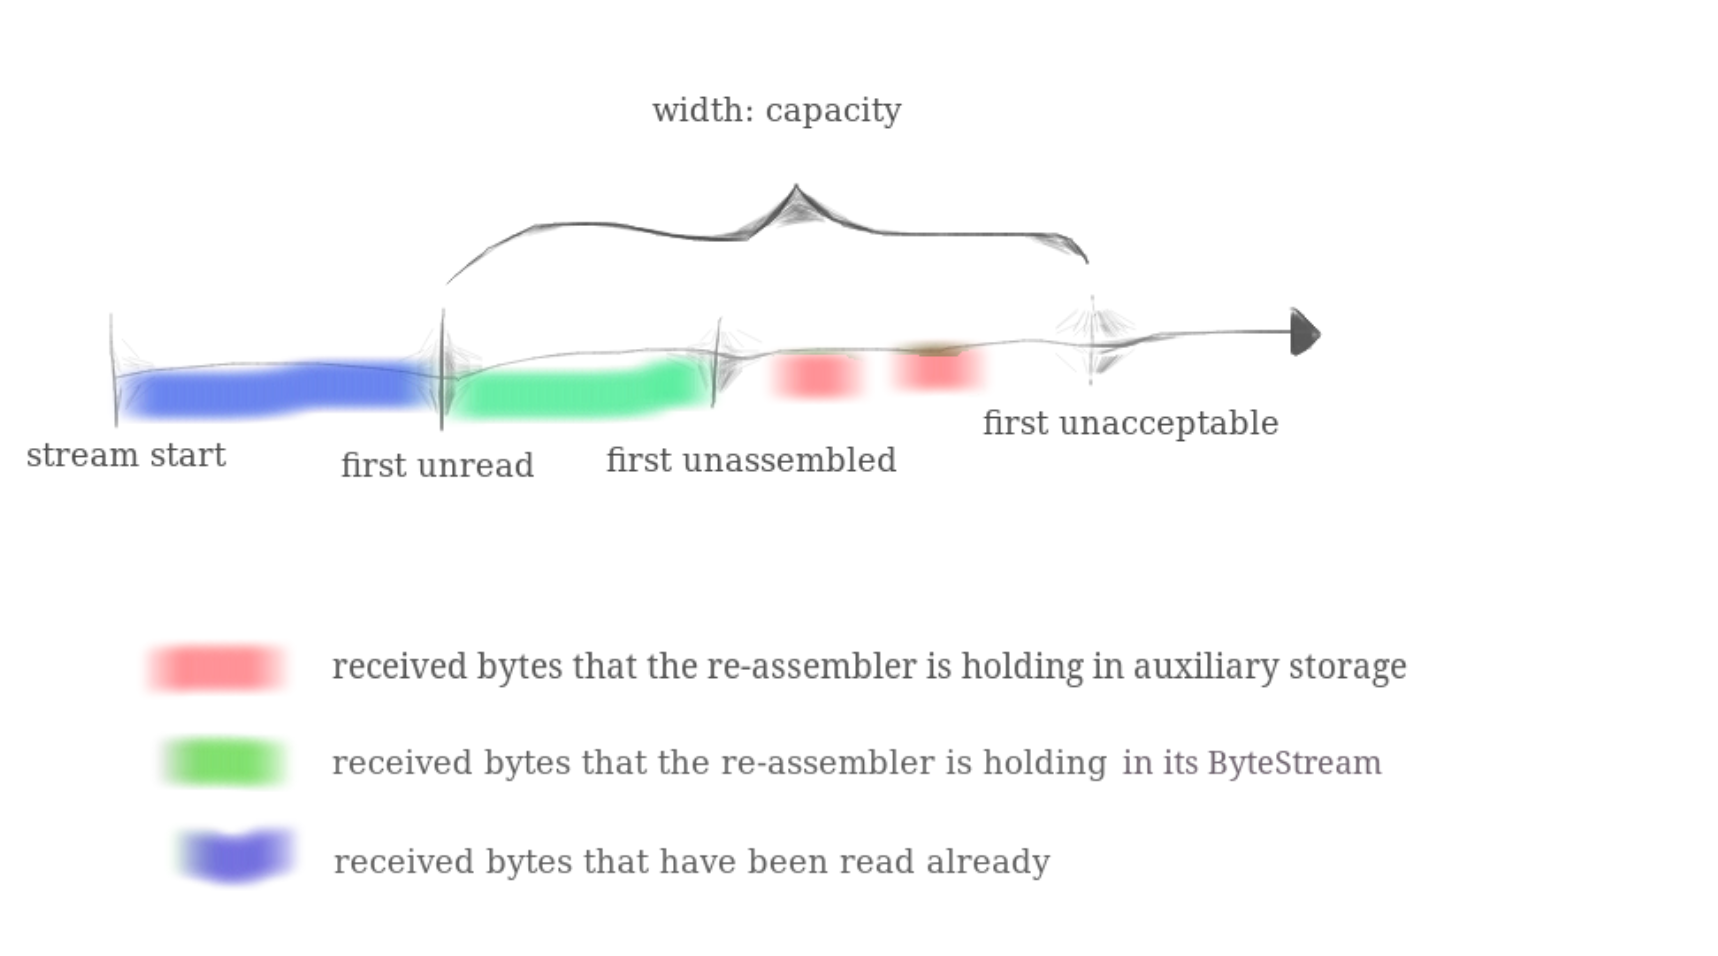 width: capacity
stream start
first unread
first unassembled
first unacceptable
received bytes that the re-assembler is holding in auxiliary storage
received bytes that the re-assembler is holding in its ByteStream
received bytes that have been read already